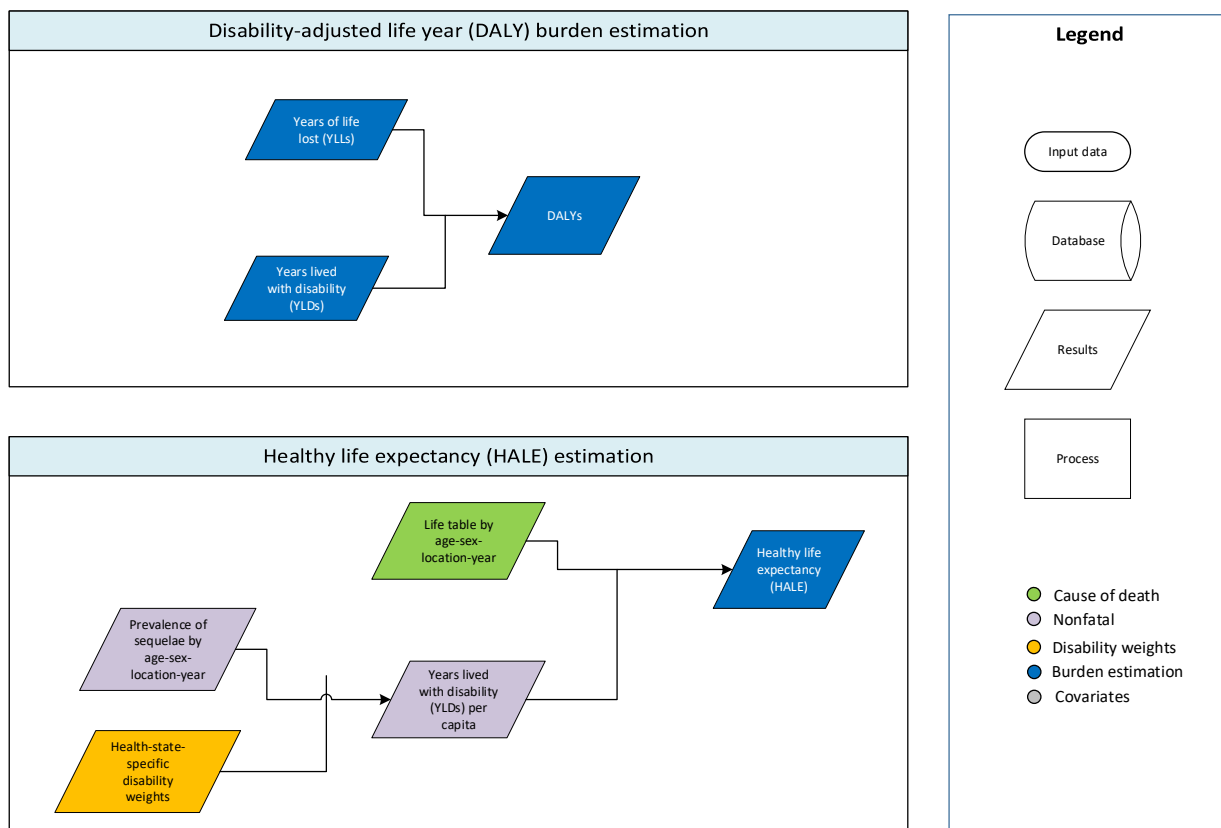 Disability-adjusted life year (DALY) burden estimation
Years of life
lost (YLLs)
DALYs
Years lived
with disability
(YLDs)
Healthy life expectancy (HALE) estimation
Life table by
age-sex-
location-year
Healthy life
expectancy
(HALE)
Prevalence of
sequelae by
age-sex-
location-year
Years lived
with disability
(YLDs) per
capita
Health-state-
specific
disability
weights
Legend
Input data
Database
Results
Process
Cause of death
Nonfatal
Disability weights
Burden estimation
Covariates